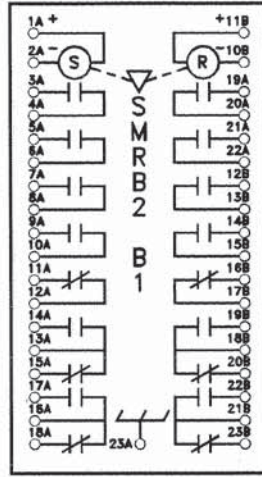 1A + +11B
2A - S R -10B
3A 19A
4A S 20A
5A M 21A
6A R 22A
7A B 12B
8A 2 13B
9A 14B
10A B 15B
11A 1 16B
12A 17B
14A 19B
13A 18B
15A 20B
17A 22B
16A 21B
18A 23A 23B